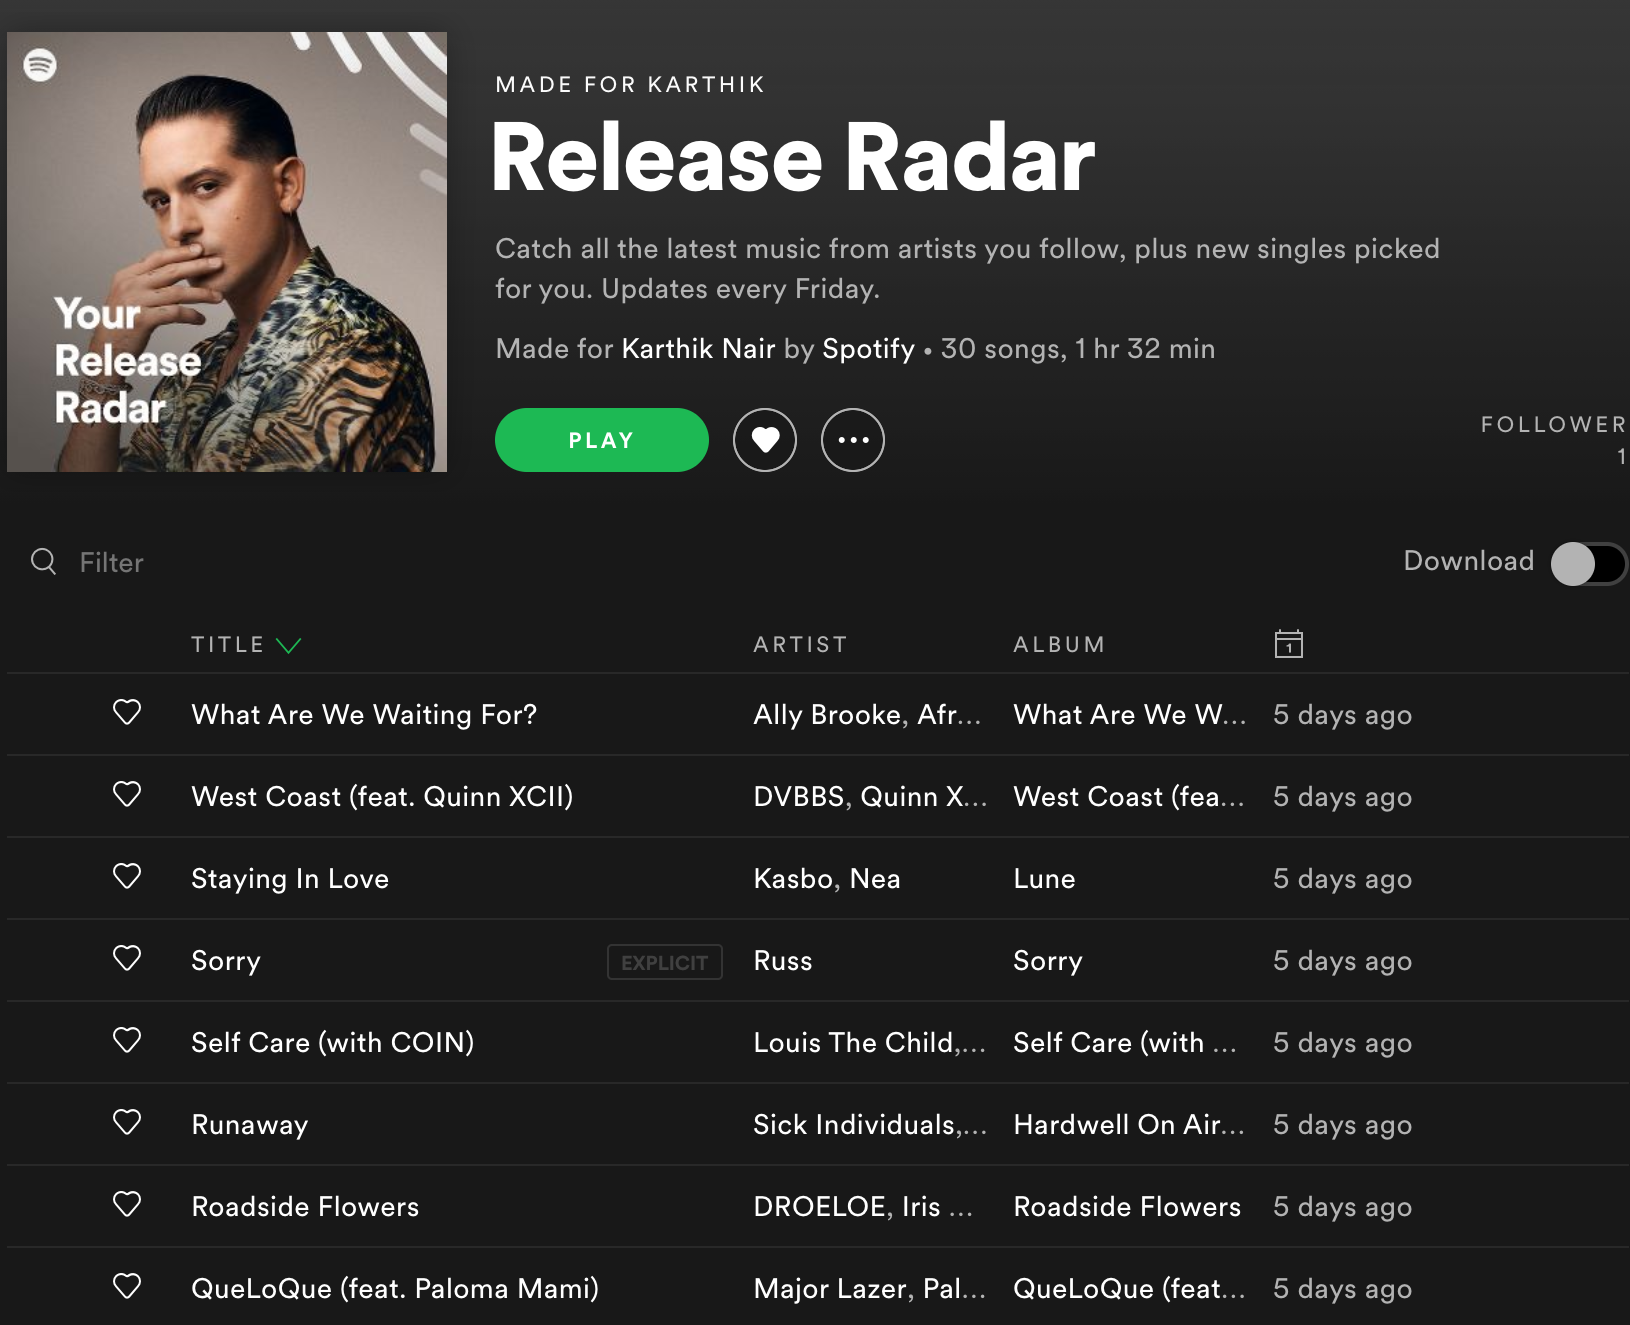 Your
Release
Radar
MADE FOR KARTHIK
Release Radar
Catch all the latest music from artists you follow, plus new singles picked
for you. Updates every Friday.
Made for Karthik Nair by Spotify • 30 songs, 1 hr 32 min
PLAY
FOLLOWER
1
Filter
Download
TITLE ARTIST ALBUM 1
What Are We Waiting For? Ally Brooke, Afr... What Are We W... 5 days ago
West Coast (feat. Quinn XCII) DVBBS, Quinn X... West Coast (fea... 5 days ago
Staying In Love Kasbo, Nea Lune 5 days ago
Sorry EXPLICIT Russ Sorry 5 days ago
Self Care (with COIN) Louis The Child,... Self Care (with ... 5 days ago
Runaway Sick Individuals,... Hardwell On Air... 5 days ago
Roadside Flowers DROELOE, Iris ... Roadside Flowers 5 days ago
QueLoQue (feat. Paloma Mami) Major Lazer, Pal... QueLoQue (feat... 5 days ago